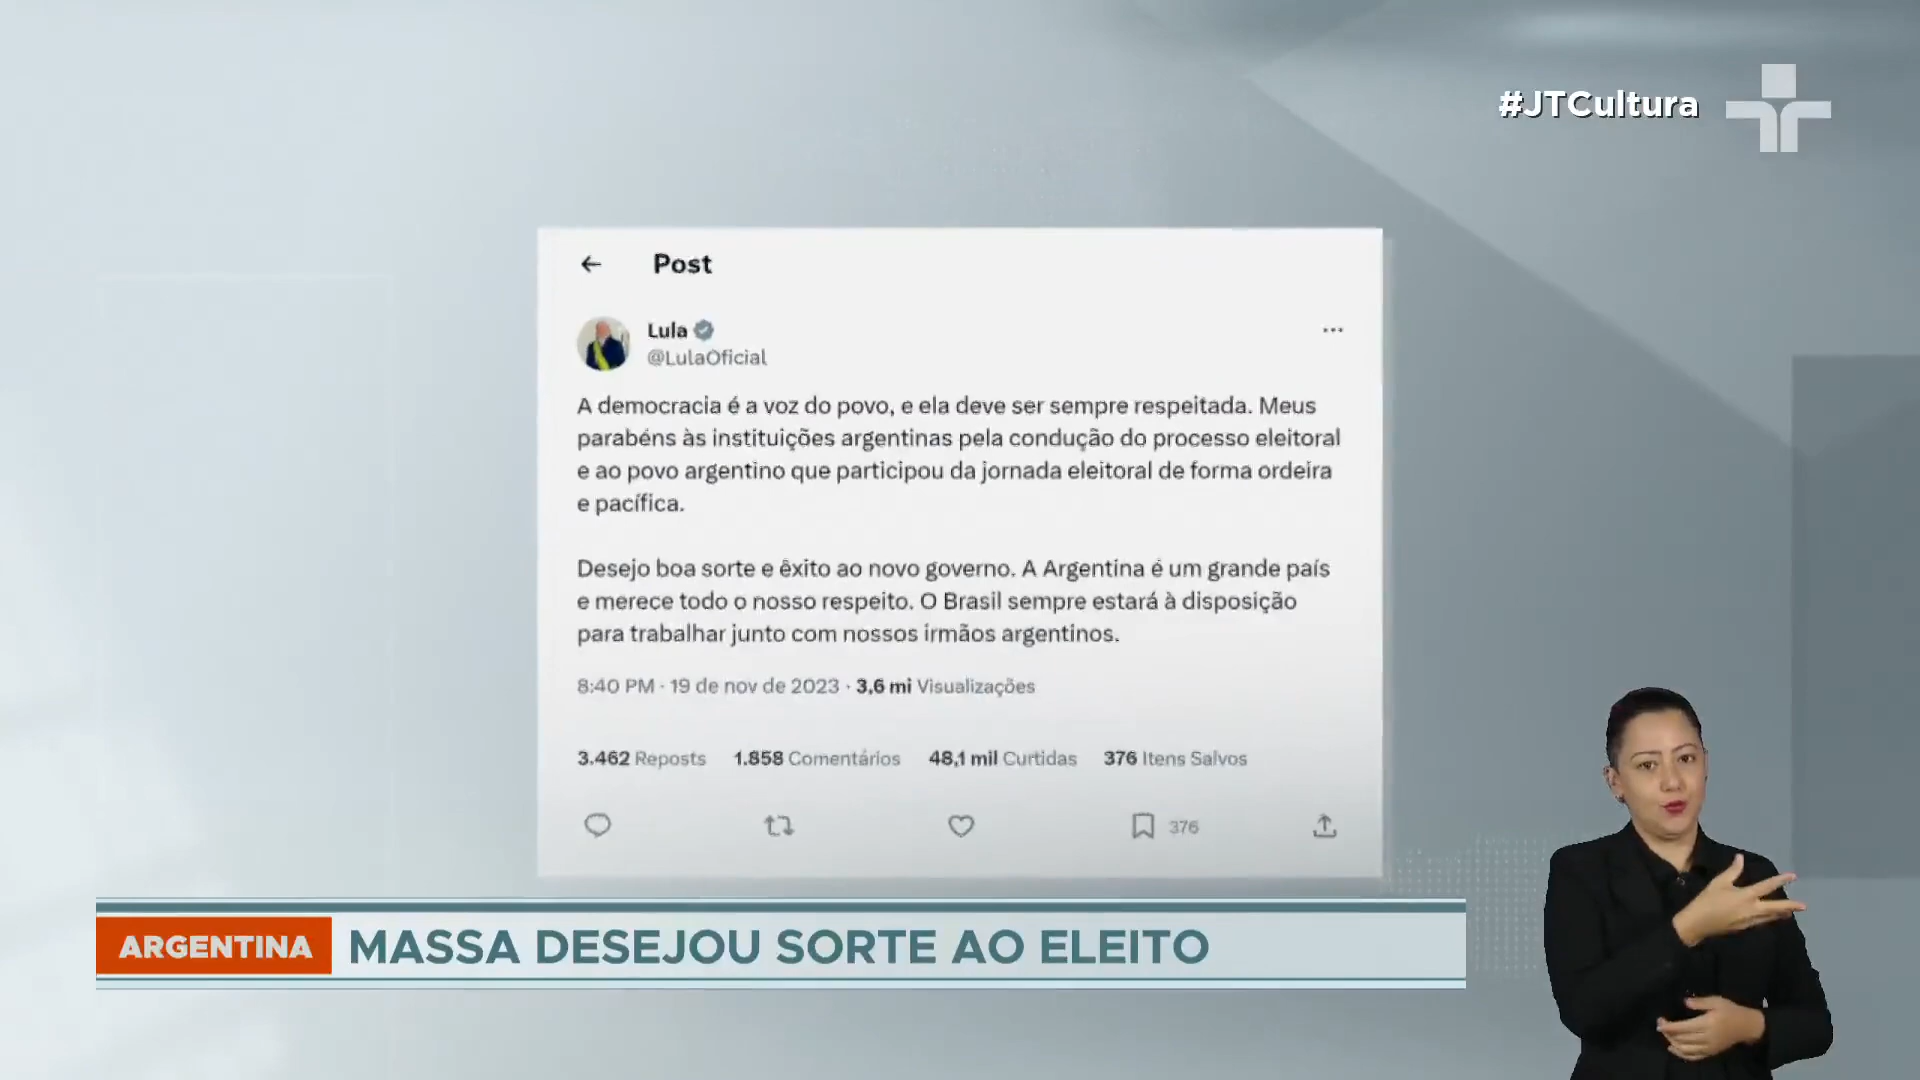 #JTCultura
Post
Lula
@LulaOficial
A democracia é a voz do povo, e ela deve ser sempre respeitada. Meus
parabéns às instituições argentinas pela condução do processo eleitoral
e ao povo argentino que participou da jornada eleitoral de forma ordeira
e pacífica.
Desejo boa sorte e êxito ao novo governo. A Argentina é um grande país
e merece todo o nosso respeito. O Brasil sempre estará à disposição
para trabalhar junto com nossos irmãos argentinos.
8:40 PM · 19 de nov de 2023 · 3,6 mi Visualizações
3.462 Reposts 1.858 Comentários 48,1 mil Curtidas 376 Itens Salvos
376
ARGENTINA MASSA DESEJOU SORTE AO ELEITO